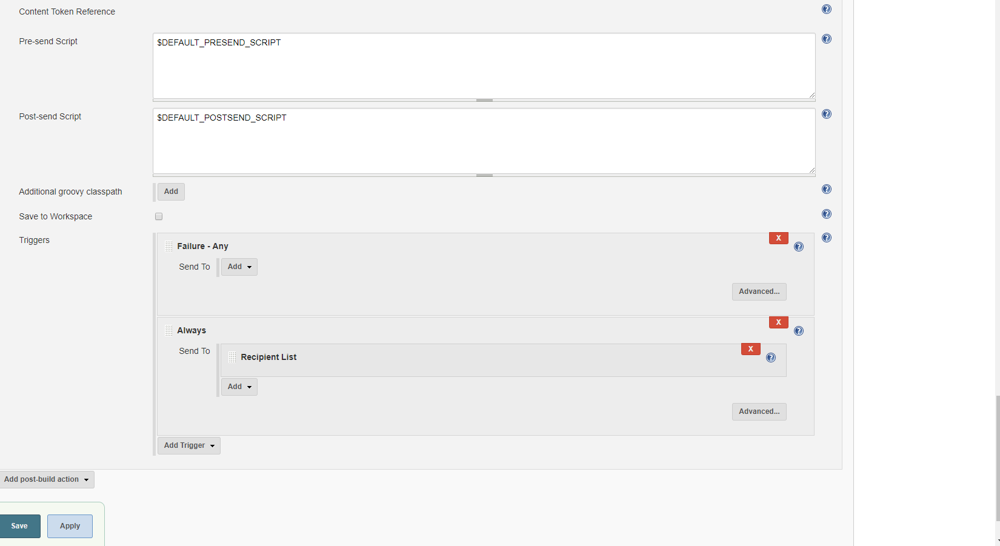 Content Token Reference
Pre-send Script
$DEFAULT_PRESEND_SCRIPT
Post-send Script
$DEFAULT_POSTSEND_SCRIPT
Additional groovy classpath
Add
Save to Workspace
Triggers
X
Failure - Any
Send To
Add
Advanced...
X
Always
Send To
X
Recipient List
Add
Advanced...
Add Trigger
Add post-build action
Save
Apply